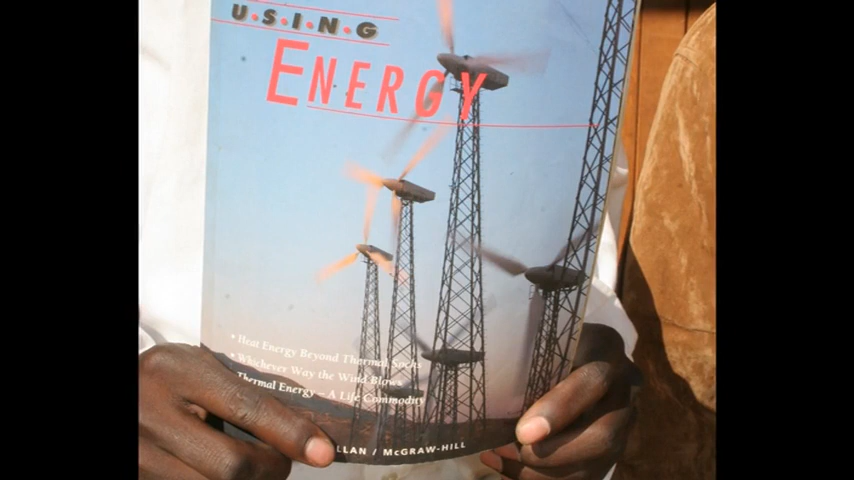 U·S·I·N·G
ENERGY
• Heat Energy Beyond Thermal Socks
• Whichever Way the Wind Blows
Thermal Energy – A Life Commodity
LLAN / McGRAW-HILL